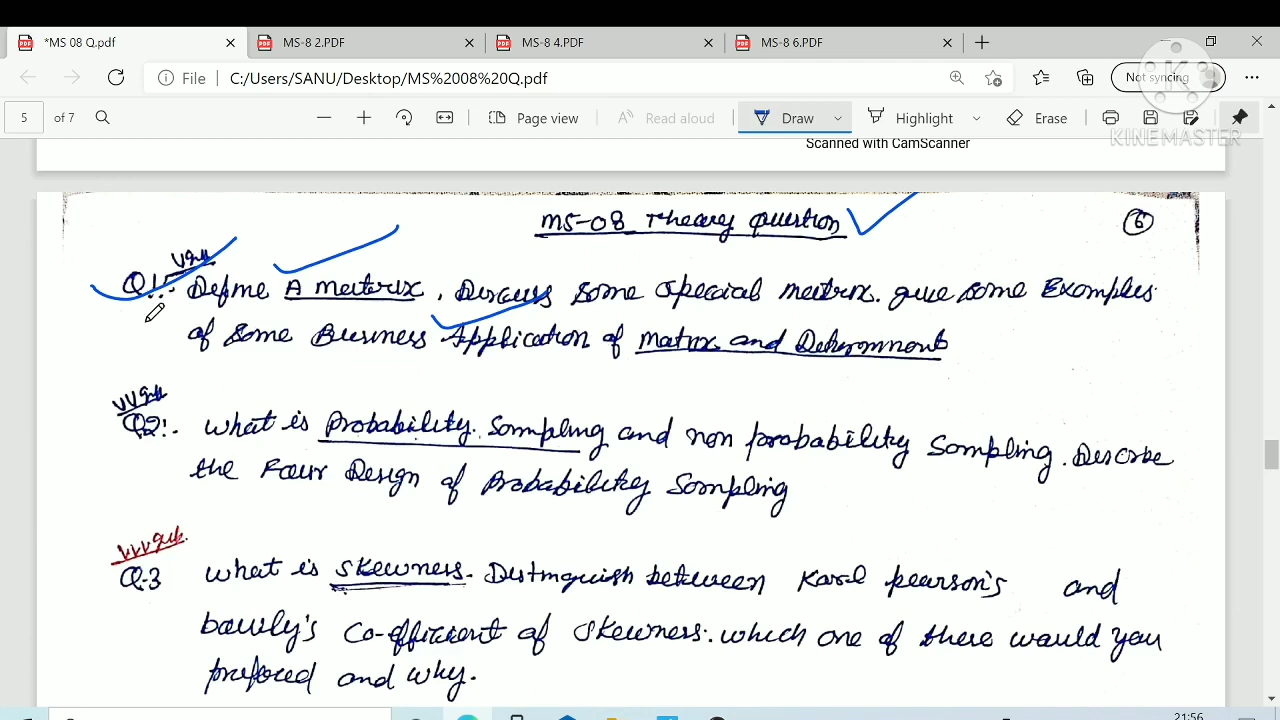 *MS 08 Q.pdf
MS-8 2.PDF
MS-8 4.PDF
MS-8 6.PDF
File
C:/Users/SANU/Desktop/MS%2008%20Q.pdf
Not syncing
K
KINEMASTER
5 of 7
Page view
Read aloud
Draw
Highlight
Erase
Scanned with CamScanner
MS-08 Theory question
6
Q1:- Define A matrix. Discuss some special matrix. give some Examples
of some Business Application of matrix and Determinant
Q2!. what is Probability. Sampling and non probability Sampling. Describe
the Four Design of Probability Sampling
Q-3 what is Skewness. Distinguish between Karl pearson's and
bowly's Co-efficient of Skewness. which one of there would you
prefered and why.
21:56